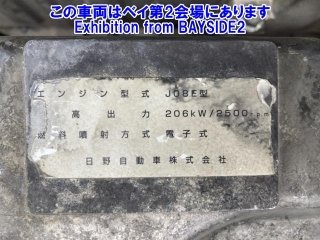 この車両はベイ第2会場にあります
Exhibition from BAYSIDE2
エンジン型式 J08E型
高出力 206kW/2500rpm
燃料噴射方式 電子式
日野自動車株式会社